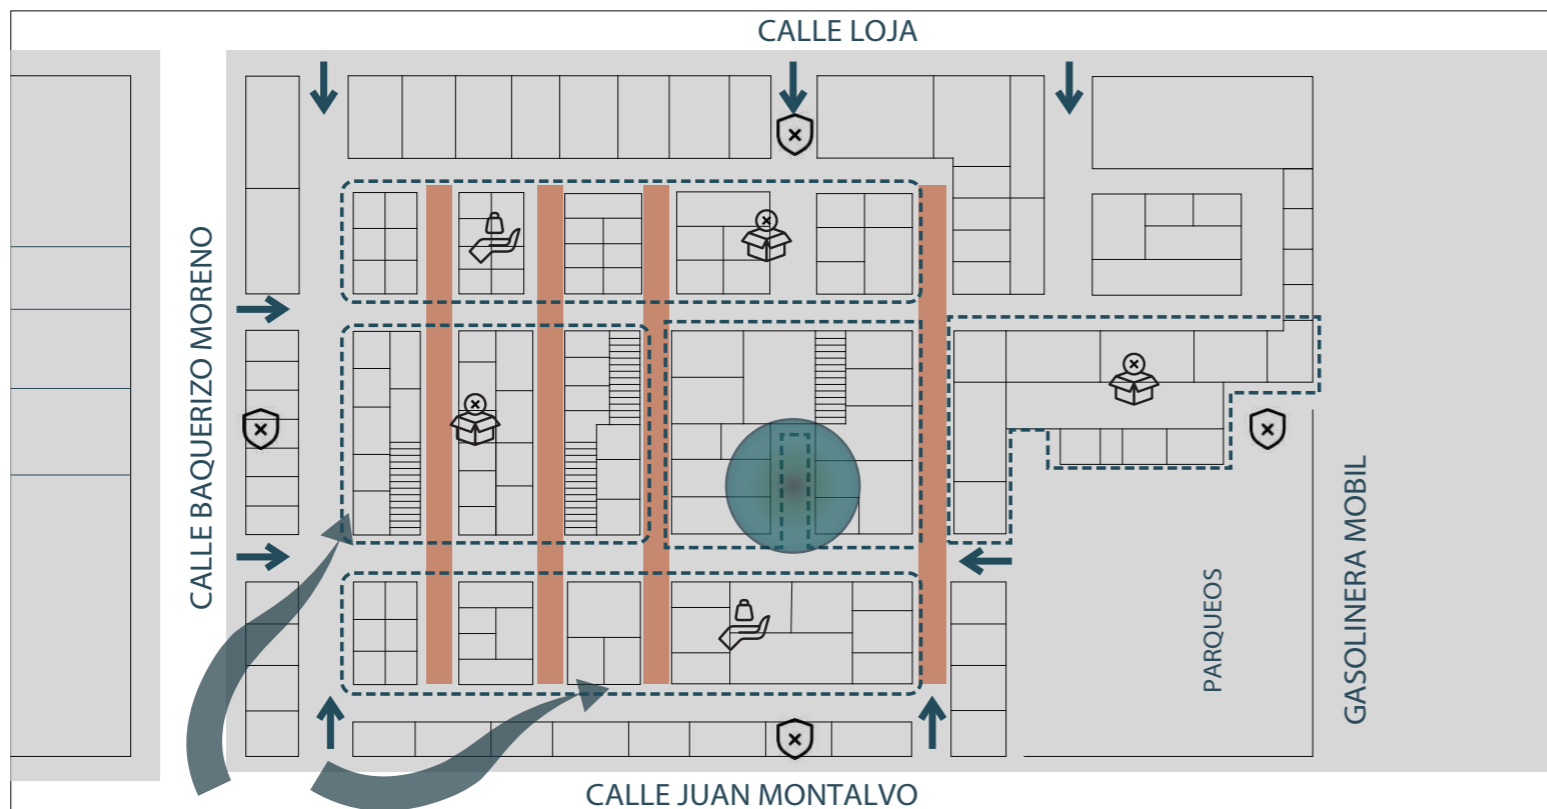 CALLE LOJA
CALLE BAQUERIZO MORENO
PARQUEOS
GASOLINERA MOBIL
CALLE JUAN MONTALVO